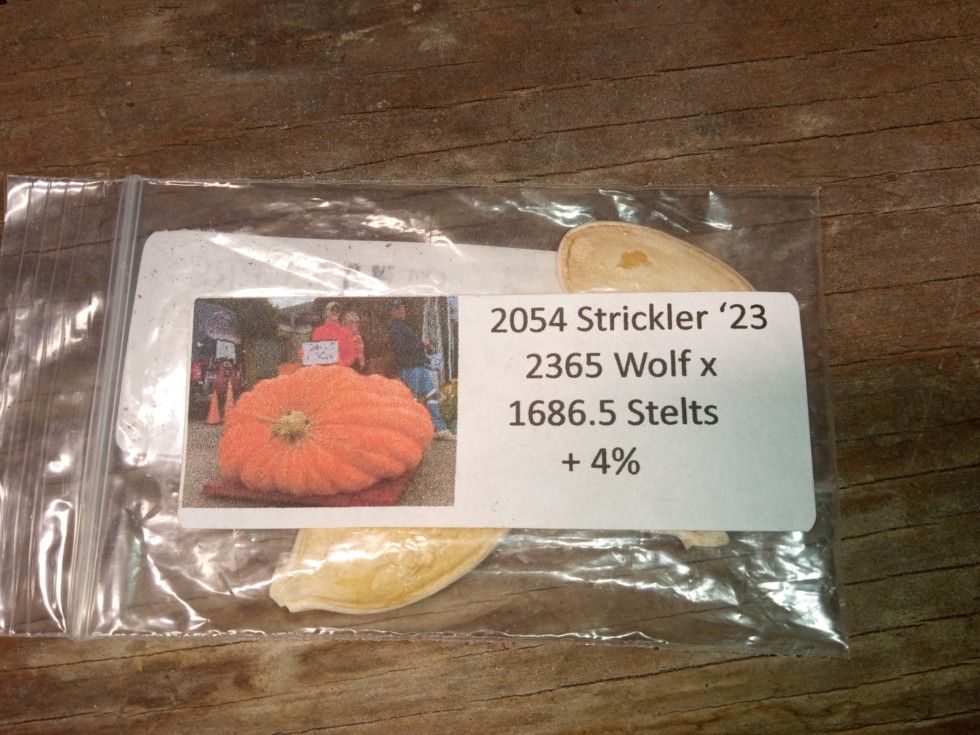 2054 Strickler ‘23
2365 Wolf x
1686.5 Stelts
+ 4%